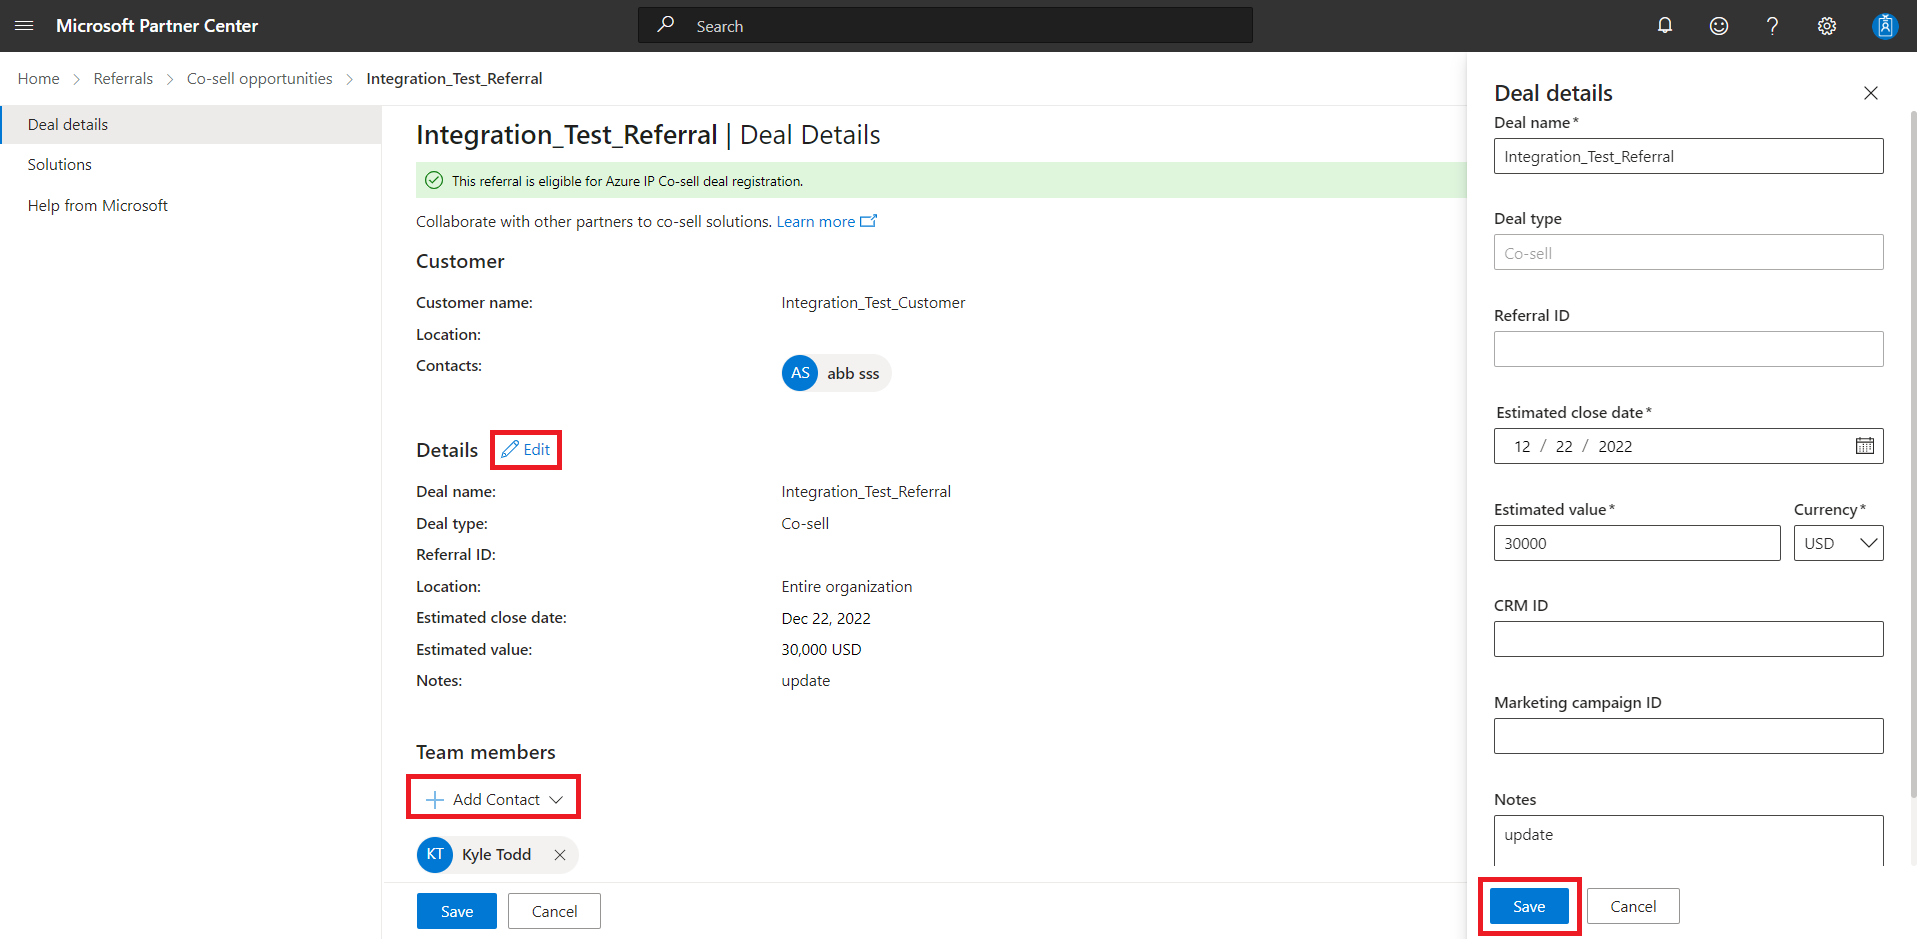 Microsoft Partner Center
Search
Home > Referrals > Co-sell opportunities > Integration_Test_Referral
Deal details
Solutions
Help from Microsoft
Integration_Test_Referral | Deal Details
This referral is eligible for Azure IP Co-sell deal registration.
Collaborate with other partners to co-sell solutions. Learn more
Customer
Customer name: Integration_Test_Customer
Location:
Contacts: AS abb sss
Details Edit
Deal name: Integration_Test_Referral
Deal type: Co-sell
Referral ID:
Location: Entire organization
Estimated close date: Dec 22, 2022
Estimated value: 30,000 USD
Notes: update
Team members
Add Contact
KT Kyle Todd
Save Cancel
Deal details
Deal name*
Integration_Test_Referral
Deal type
Co-sell
Referral ID
Estimated close date*
12 / 22 / 2022
Estimated value* Currency*
30000 USD
CRM ID
Marketing campaign ID
Notes
update
Save Cancel